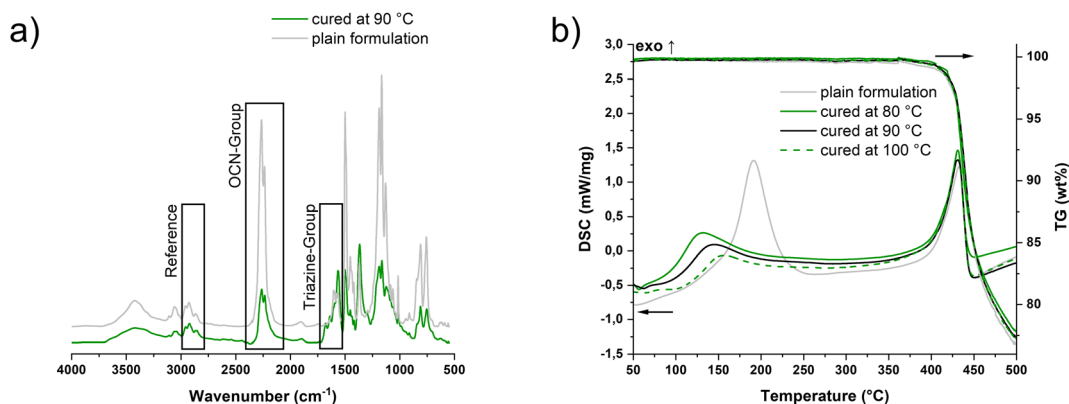 a)
cured at 90 °C
plain formulation
Reference
OCN-Group
Triazine-Group
4000 3500 3000 2500 2000 1500 1000 500
Wavenumber (cm-1)
b)
exo ↑
3,0
2,5
2,0
1,5
1,0
0,5
0,0
-0,5
-1,0
-1,5
DSC (mW/mg)
plain formulation
cured at 80 °C
cured at 90 °C
cured at 100 °C
100
95
90
85
80
TG (wt%)
50 100 150 200 250 300 350 400 450 500
Temperature (°C)